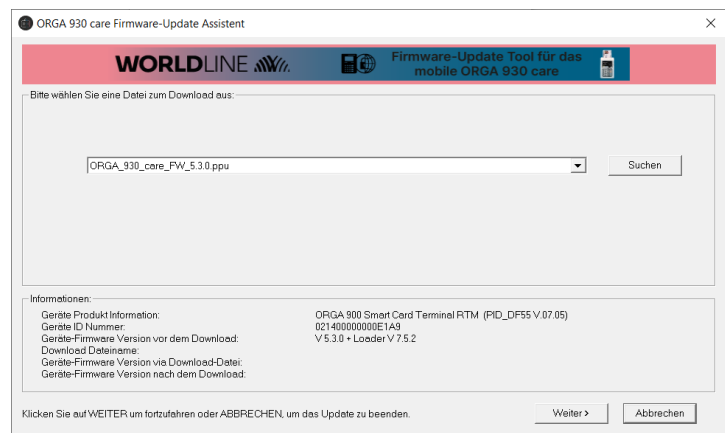 ORGA 930 care Firmware-Update Assistent
WORLDLINE
Firmware-Update Tool für das
mobile ORGA 930 care
Bitte wählen Sie eine Datei zum Download aus:
ORGA_930_care_FW_5.3.0.ppu
Suchen
Informationen:
Geräte Produkt Information: ORGA 900 Smart Card Terminal RTM (PID_DF55 V.07.05)
Geräte ID Nummer: 021400000000E1A9
Geräte-Firmware Version vor dem Download: V 5.3.0 + Loader V 7.5.2
Download Dateiname:
Geräte-Firmware Version via Download-Datei:
Geräte-Firmware Version nach dem Download:
Klicken Sie auf WEITER um fortzufahren oder ABBRECHEN, um das Update zu beenden.
Weiter >
Abbrechen